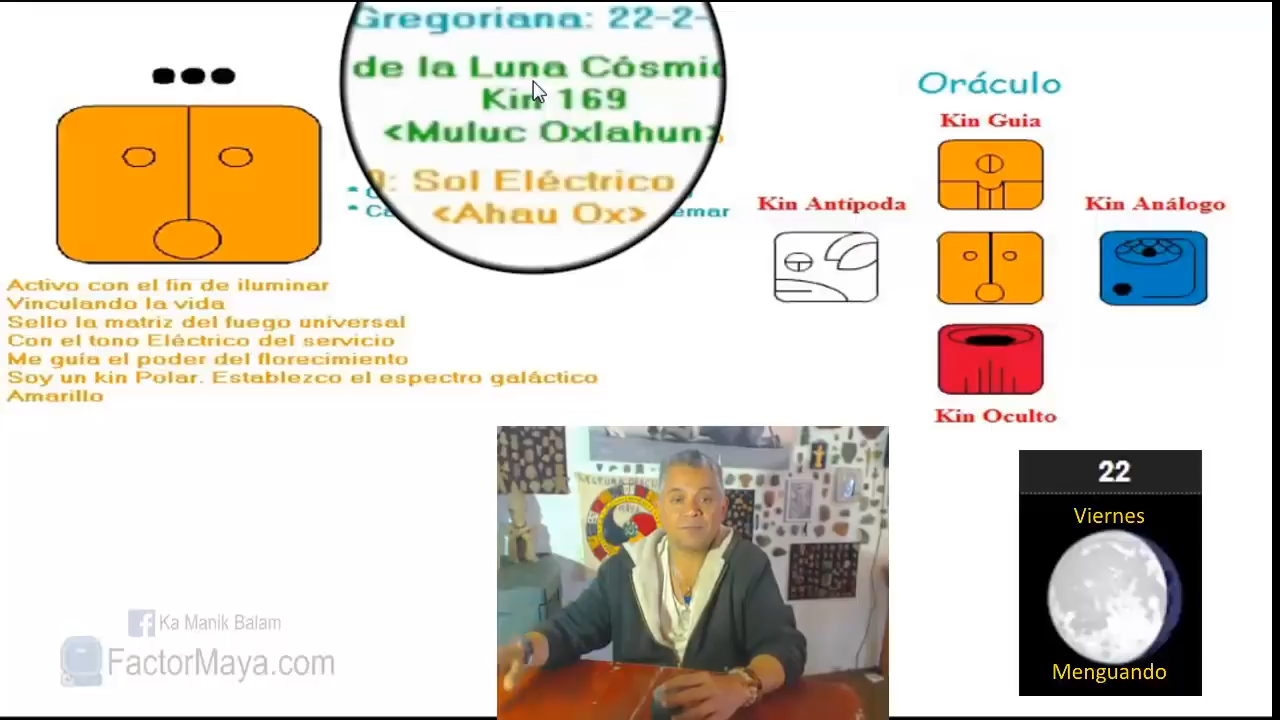 Gregoriana: 22-2-
de la Luna Cósmic
Kin 169
<Muluc Oxlahun>
: Sol Eléctrico
<Ahau Ox>
emar
Activo con el fin de iluminar
Vinculando la vida
Sello la matriz del fuego universal
Con el tono Eléctrico del servicio
Me guía el poder del florecimiento
Soy un kin Polar. Establezco el espectro galáctico
Amarillo
Oráculo
Kin Guia
Kin Antípoda
Kin Análogo
Kin Oculto
22
Viernes
Menguando
MAYA
Ka Manik Balam
FactorMaya.com